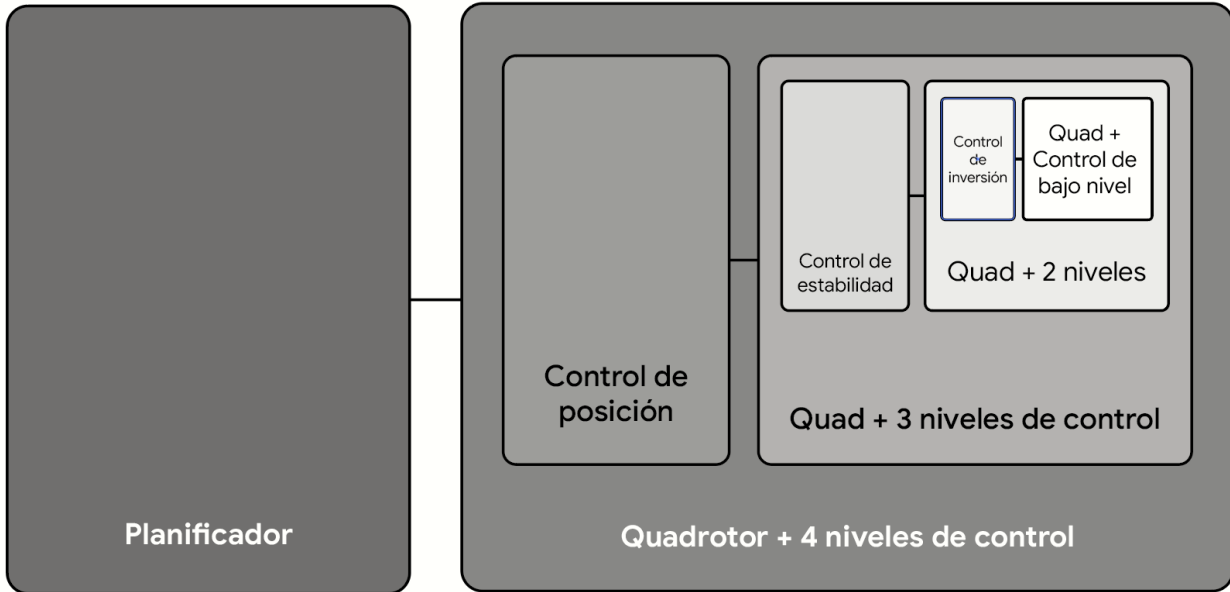 Planificador
Control de
posición
Control de
estabilidad
Control
de
inversión
Quad +
Control de
bajo nivel
Quad + 2 niveles
Quad + 3 niveles de control
Quadrotor + 4 niveles de control